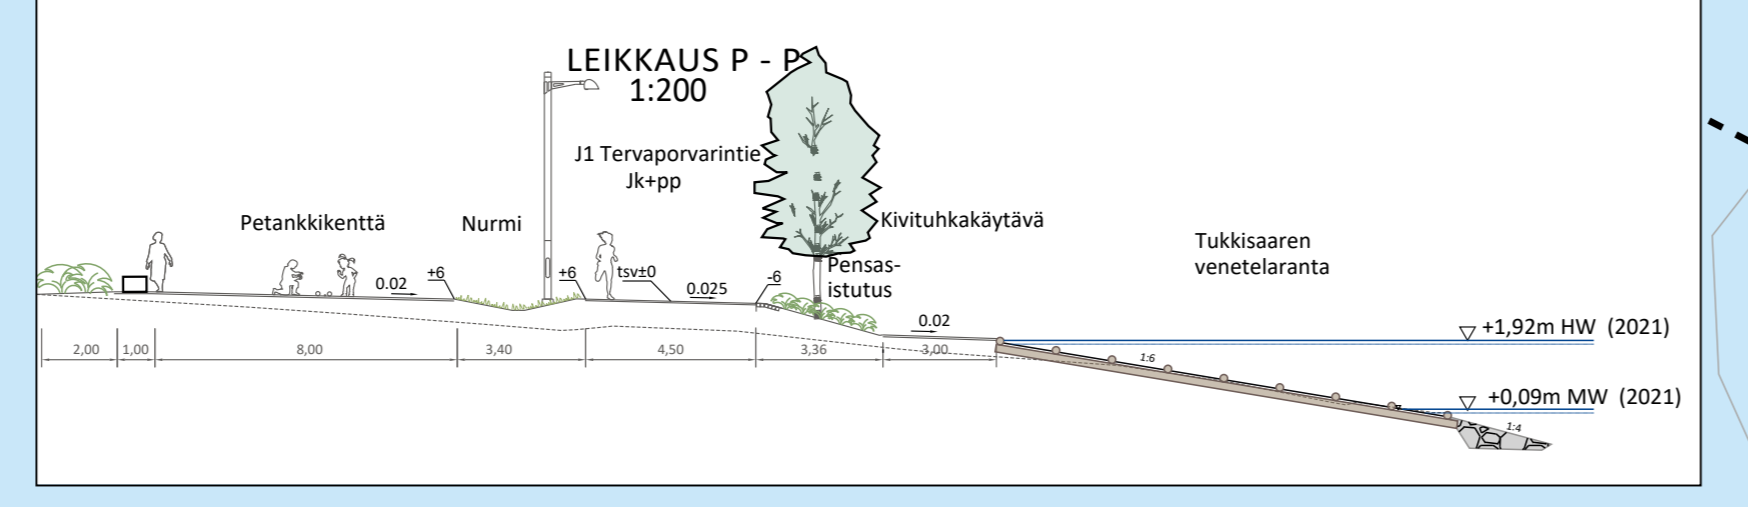 LEIKKAUS P - P
1:200
J1 Tervaporvarintie
Jk+pp
Petankkikenttä
Nurmi
Kivituhkakäytävä
Pensas-
istutus
Tukkisaaren
venetelaranta
0.02
+6
+6
tsv±0
0.025
-6
0.02
+1,92m HW (2021)
2,00
1,00
8,00
3,40
4,50
3,36
3,00
1:6
+0,09m MW (2021)
1:4